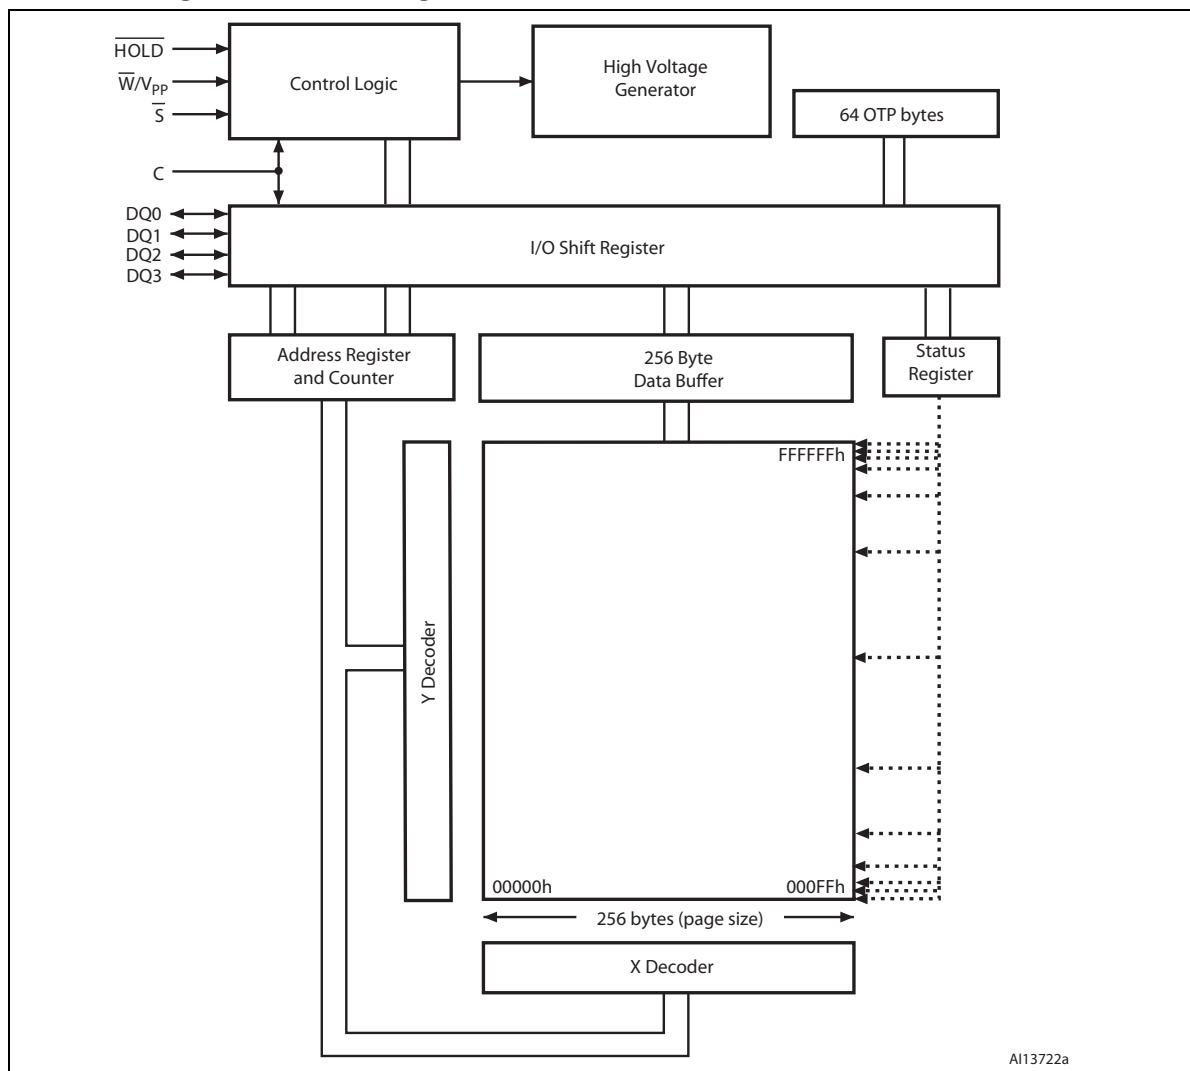 HOLD
W/VPP
S
Control Logic
High Voltage
Generator
64 OTP bytes
C
DQ0
DQ1
DQ2
DQ3
I/O Shift Register
Address Register
and Counter
256 Byte
Data Buffer
Status
Register
FFFFFFh
Y Decoder
00000h
000FFh
256 bytes (page size)
X Decoder
AI13722a